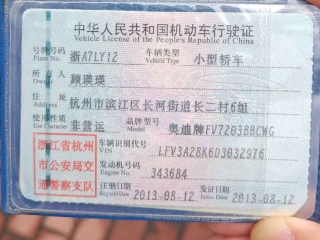 中华人民共和国机动车行驶证
Vehicle License of the People's Republic of China
号牌号码 浙A7LY12 车辆类型 小型轿车
Plate No. Vehicle Type
所有人 顾瑛瑛
Owner
住址 杭州市滨江区长河街道长二村6组
Address
使用性质 非营运 品牌型号 奥迪牌FV7203BBCWG
Use Character Model
浙江省杭州
市公安局交
通警察支队
车辆识别代号 LFV3A28K6D3032976
VIN
发动机号码 343684
Engine No.
注册日期 2013-08-12 发证日期 2013-08-12
Register Date Issue Date